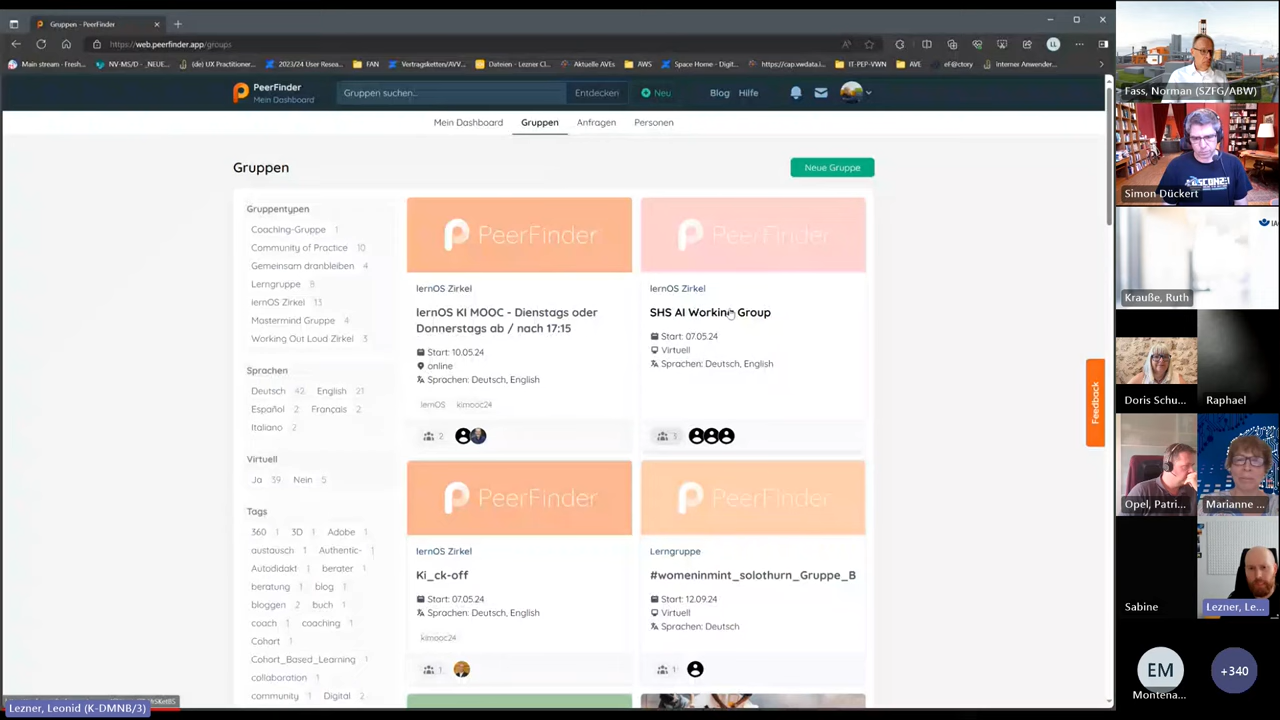 Gruppen - PeerFinder
https://web.peerfinder.app/groups
Main stream - Fresh...
NV-MS/D - _NEUE...
(de) UX Practitioner...
2023/24 User Resea...
FAN
Vertragsketten/AVV...
Dateien - Lezner Cl...
Aktuelle AVEs
AWS
Space Home - Digit...
https://cap.vwdata.i...
IT-PEP-VWN
AVE
eF@ctory
Interner Anwender...
PeerFinder
Mein Dashboard
Gruppen suchen...
Entdecken
Neu
Blog
Hilfe
LL
Mein Dashboard
Gruppen
Anfragen
Personen
Gruppen
Neue Gruppe
Gruppentypen
Coaching-Gruppe 1
Community of Practice 10
Gemeinsam dranbleiben 4
Lerngruppe 8
lernOS Zirkel 13
Mastermind Gruppe 4
Working Out Loud Zirkel 3
Sprachen
Deutsch 42 English 21
Español 2 Français 2
Italiano 2
Virtuell
Ja 39 Nein 5
Tags
360 1 3D 1 Adobe 1
austausch 1 Authentic- 1
Autodidakt 1 berater 1
beratung 1 blog 1
bloggen 2 buch 1
coach 1 coaching 1
Cohort 1
Cohort_Based_Learning 1
collaboration 1
community 1 Digital 2
PeerFinder
lernOS Zirkel
lernOS KI MOOC - Dienstags oder
Donnerstags ab / nach 17:15
Start: 10.05.24
online
Sprachen: Deutsch, English
lernOS kimooc24
2
PeerFinder
lernOS Zirkel
SHS AI Working Group
Start: 07.05.24
Virtuell
Sprachen: Deutsch, English
3
PeerFinder
lernOS Zirkel
Ki_ck-off
Start: 07.05.24
Sprachen: Deutsch, English
kimooc24
1
PeerFinder
Lerngruppe
#womeninmint_solothurn_Gruppe_B
Start: 12.09.24
Virtuell
Sprachen: Deutsch
1
Feedback
Lezner, Leonid (K-DMNB/3)
Fass, Norman (SZFG/ABW)
Simon Dückert
Krauße, Ruth
Doris Schu...
Raphael
Opel, Patri...
Marianne ...
Sabine
Lezner, Le...
EM
Montena...
+340